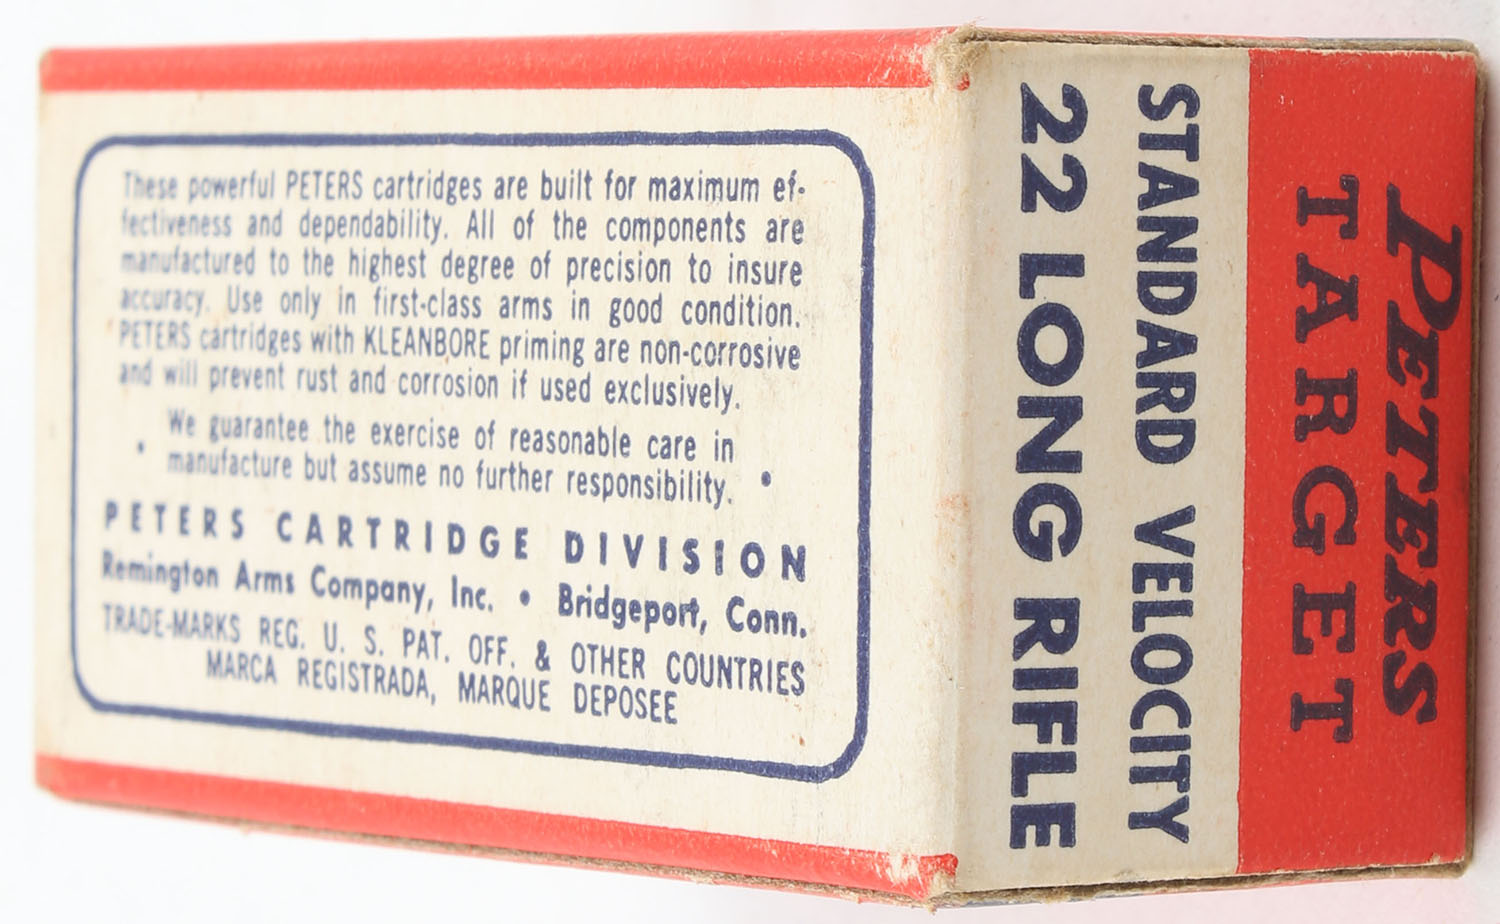 These powerful PETERS cartridges are built for maximum ef-
fectiveness and dependability. All of the components are
manufactured to the highest degree of precision to insure
accuracy. Use only in first-class arms in good condition.
PETERS cartridges with KLEANBORE priming are non-corrosive
and will prevent rust and corrosion if used exclusively.
We guarantee the exercise of reasonable care in
manufacture but assume no further responsibility.
PETERS CARTRIDGE DIVISION
Remington Arms Company, Inc. • Bridgeport, Conn.
TRADE-MARKS REG. U. S. PAT. OFF. & OTHER COUNTRIES
MARCA REGISTRADA, MARQUE DEPOSEE
PETERS
TARGET
STANDARD VELOCITY
22 LONG RIFLE